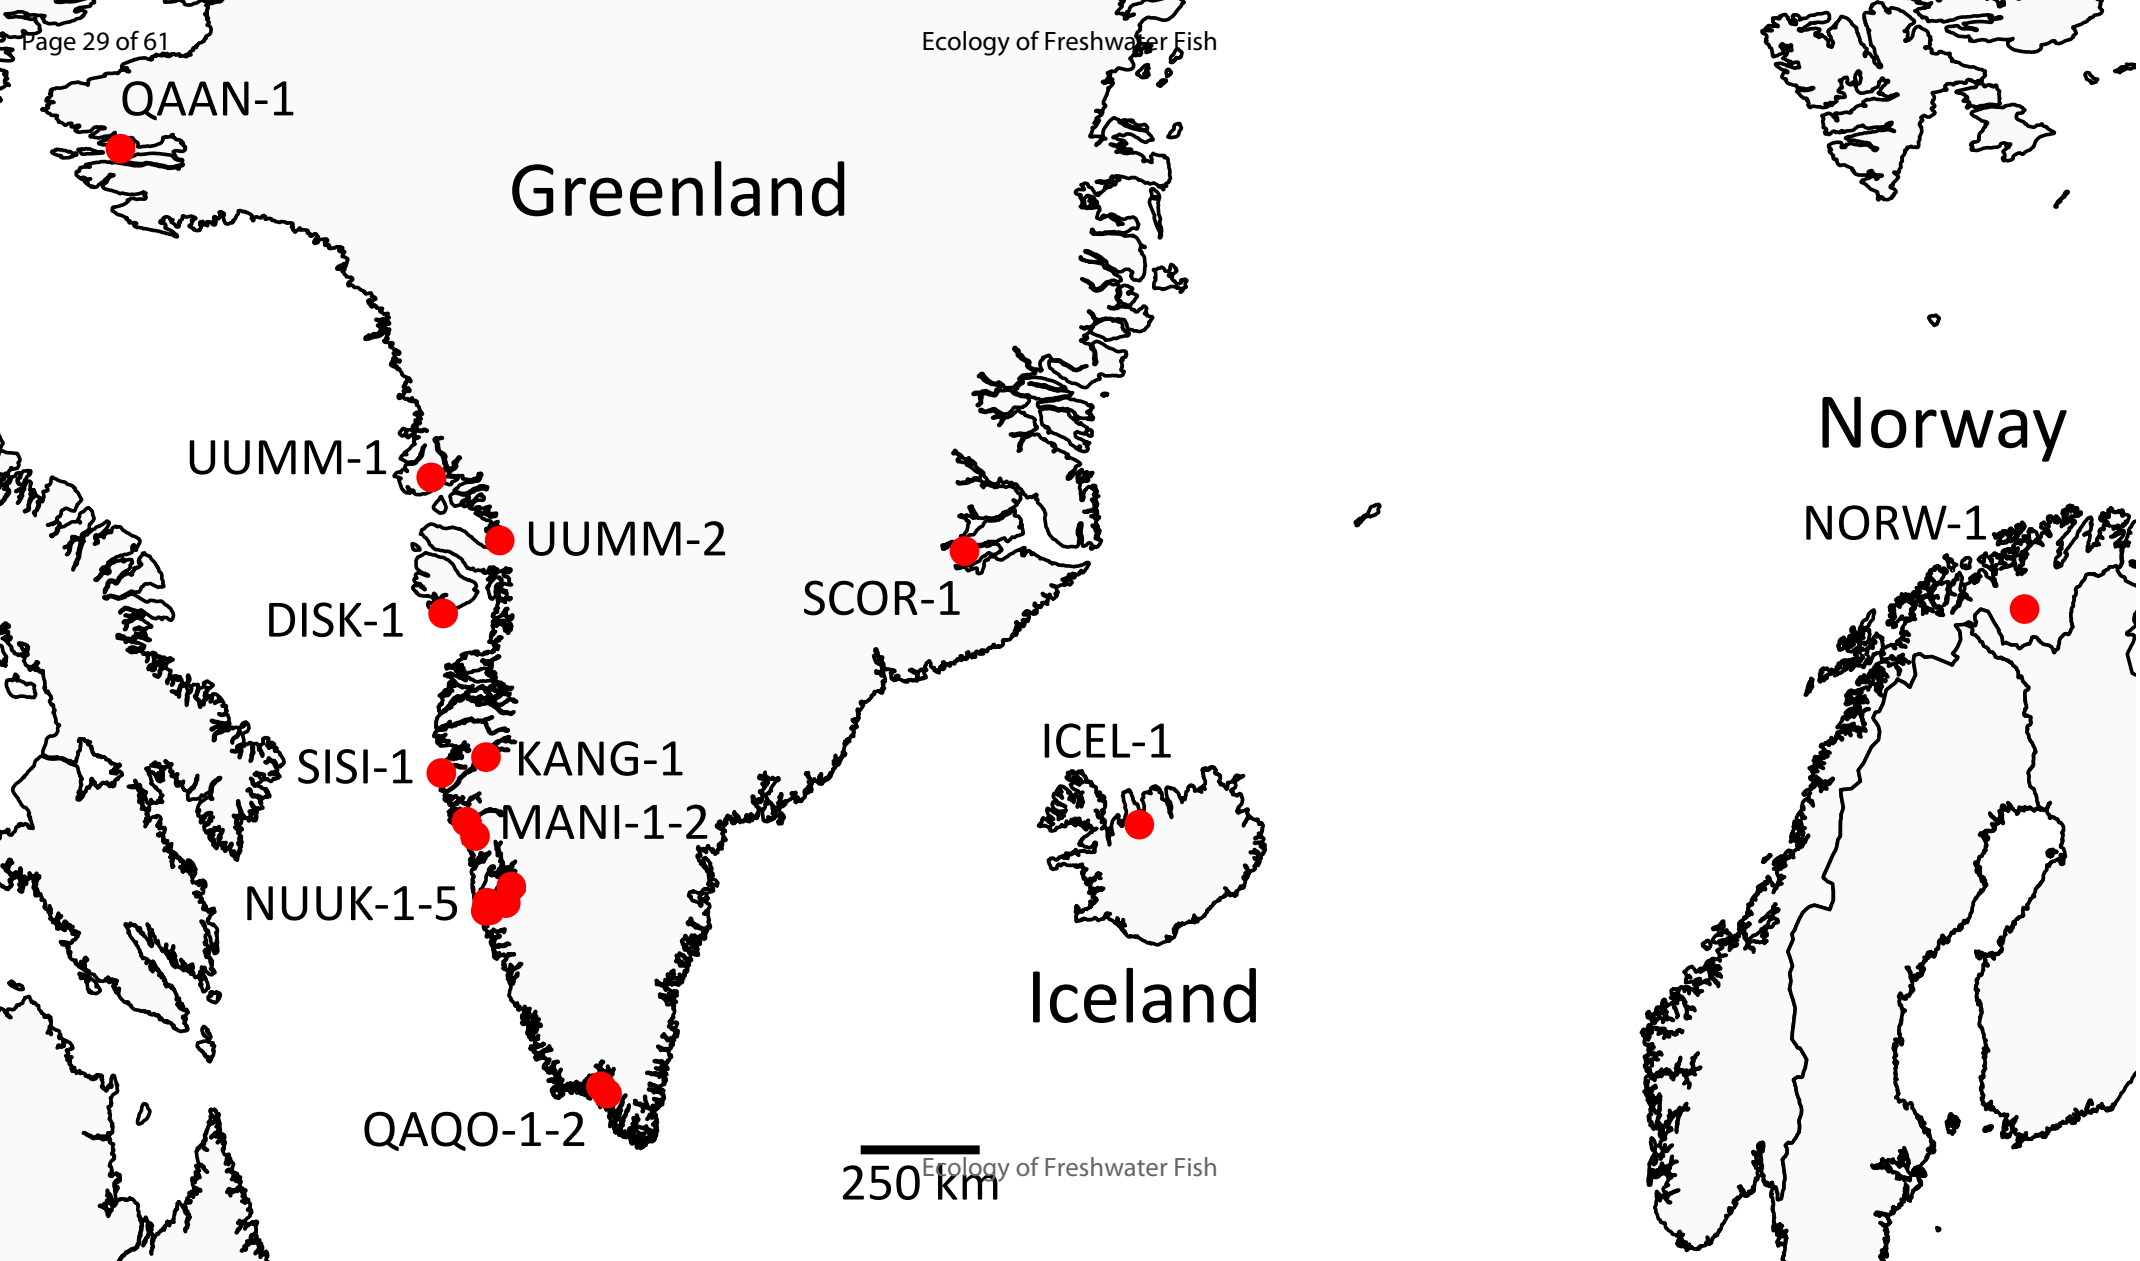 Page 29 of 61
Ecology of Freshwater Fish
QAAN-1
Greenland
Norway
UUMM-1
NORW-1
UUMM-2
SCOR-1
DISK-1
ICEL-1
SISI-1
KANG-1
MANI-1-2
NUUK-1-5
Iceland
QAQO-1-2
250 km
Ecology of Freshwater Fish